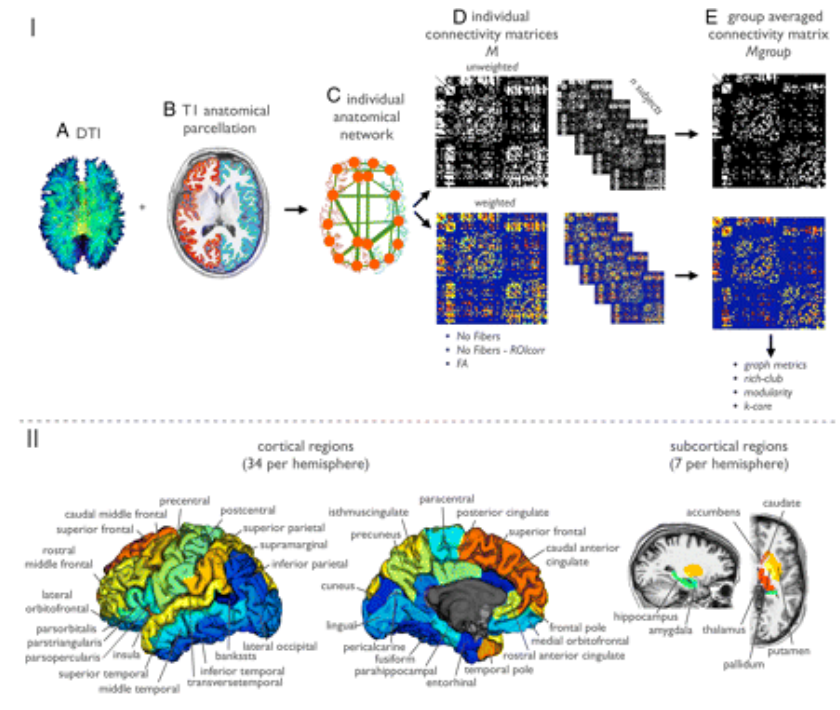 I
A DTI
+
B T1 anatomical
parcellation
C individual
anatomical
network
D individual
connectivity matrices
M
unweighted
n subjects
weighted
• No Fibers
• No Fibers - ROIcorr
• FA
E group averaged
connectivity matrix
Mgroup
• graph metrics
• rich-club
• modularity
• k-core
II
cortical regions
(34 per hemisphere)
precentral
caudal middle frontal
postcentral
superior frontal
superior parietal
supramarginal
rostral
middle frontal
inferior parietal
lateral
orbitofrontal
parsorbitalis
parstriangularis
parsopercularis
insula
bankssts
lateral occipital
superior temporal
inferior temporal
middle temporal
transversetemporal
paracentral
isthmuscingulate
posterior cingulate
precuneus
superior frontal
caudal anterior
cingulate
cuneus
lingual
frontal pole
medial orbitofrontal
pericalcarine
rostral anterior cingulate
fusiform
temporal pole
parahippocampal
entorhinal
subcortical regions
(7 per hemisphere)
caudate
accumbens
hippocampus
amygdala
thalamus
putamen
pallidum